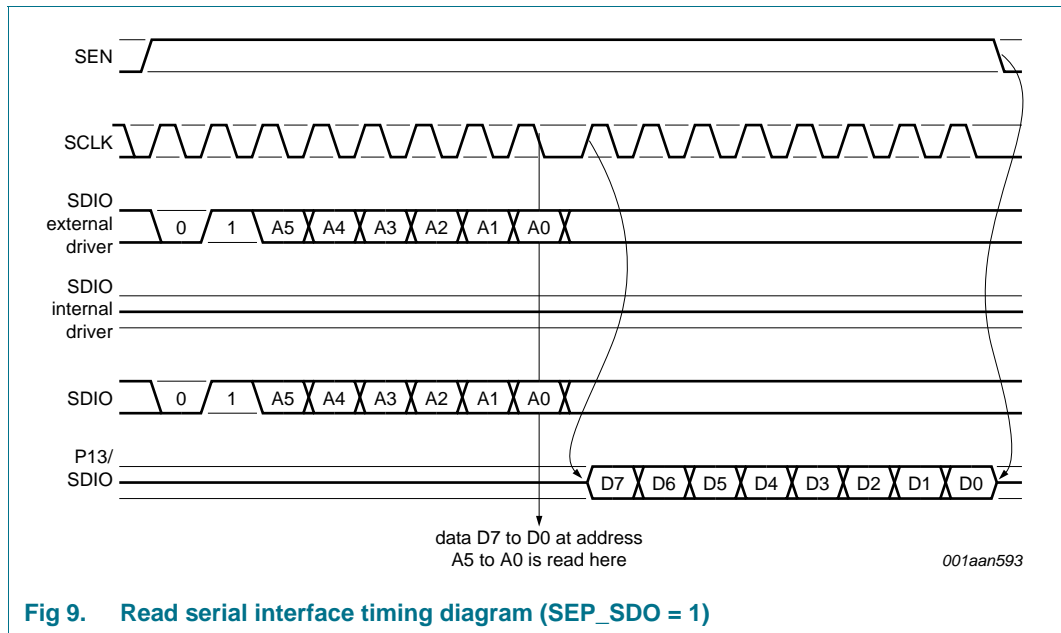 SEN
SCLK
SDIO
external
driver
0 1 A5 A4 A3 A2 A1 A0
SDIO
internal
driver
SDIO
0 1 A5 A4 A3 A2 A1 A0
P13/
SDIO
D7 D6 D5 D4 D3 D2 D1 D0
data D7 to D0 at address
A5 to A0 is read here
001aan593
Fig 9. Read serial interface timing diagram (SEP_SDO = 1)